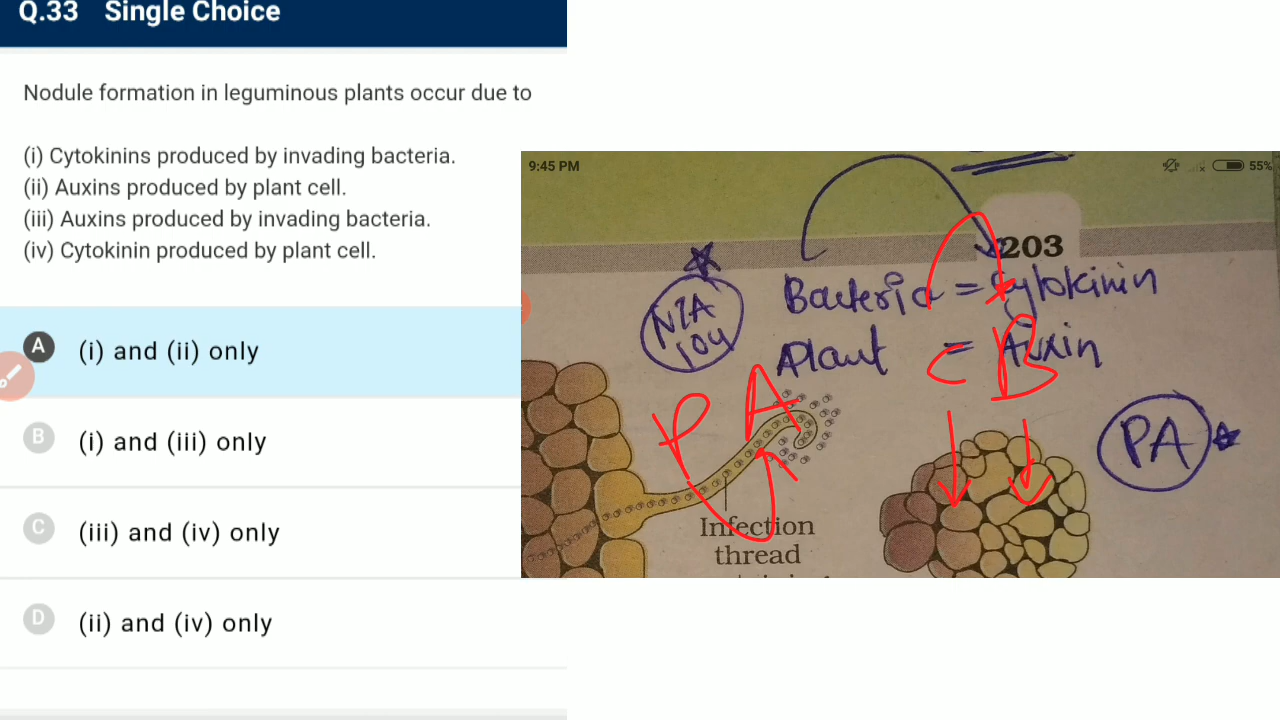 Q.33 Single Choice
Nodule formation in leguminous plants occur due to
(i) Cytokinins produced by invading bacteria.
(ii) Auxins produced by plant cell.
(iii) Auxins produced by invading bacteria.
(iv) Cytokinin produced by plant cell.
A (i) and (ii) only
B (i) and (iii) only
C (iii) and (iv) only
D (ii) and (iv) only
9:45 PM 55%
203
Bacteria = Cytokinin
Plant = Auxin
104
C B
P A
PA
Infection
thread